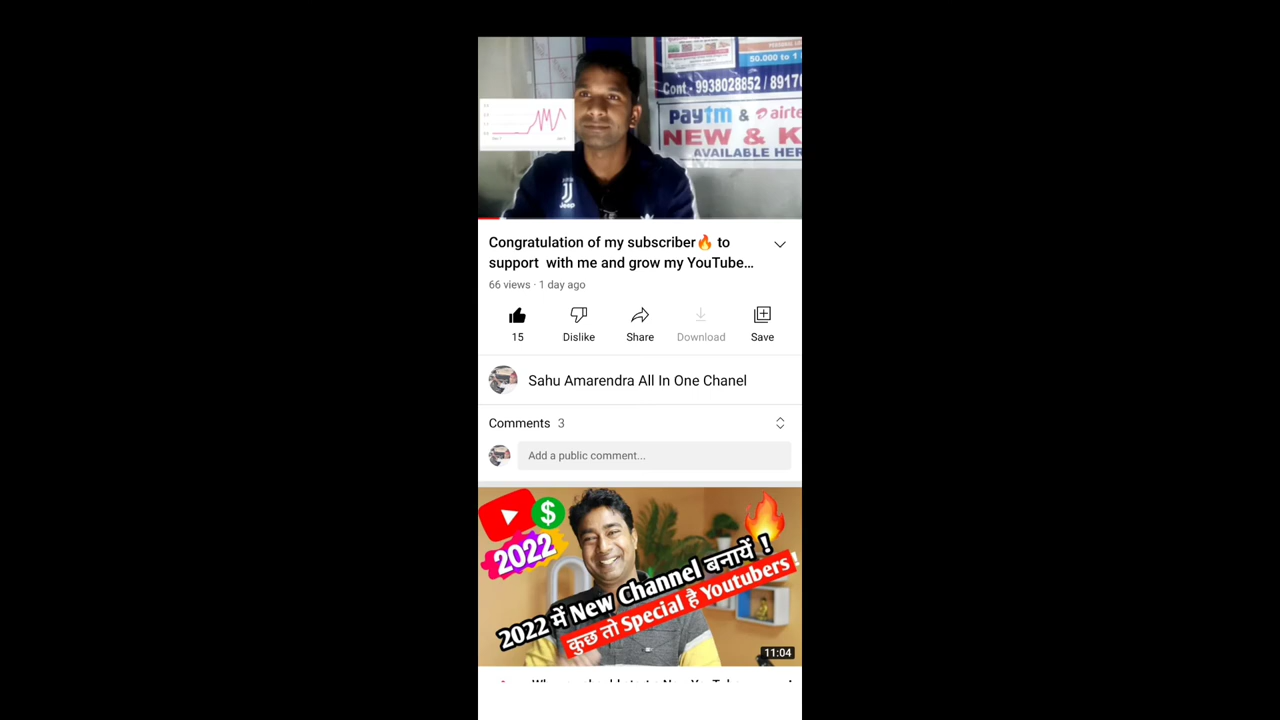 50.000 to 1
Cont - 9938028852 / 8917
paytm & airte
NEW & K
AVAILABLE HER
Jeep
Congratulation of my subscriber🔥 to
support with me and grow my YouTube...
66 views · 1 day ago
15
Dislike
Share
Download
Save
Sahu Amarendra All In One Chanel
Comments 3
Add a public comment...
$
2022
2022 में New Channel बनायें !
कुछ तो Special है Youtubers !
11:04